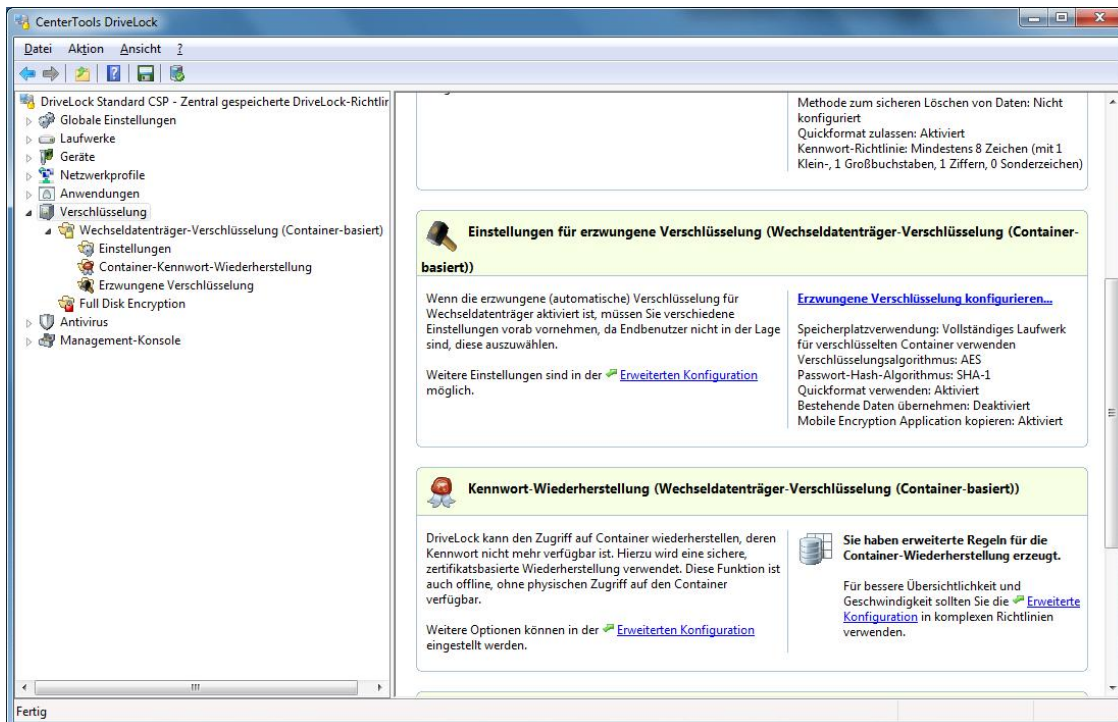 CenterTools DriveLock
Datei Aktion Ansicht ?
DriveLock Standard CSP - Zentral gespeicherte DriveLock-Richtlir
Globale Einstellungen
Laufwerke
Geräte
Netzwerkprofile
Anwendungen
Verschlüsselung
Wechseldatenträger-Verschlüsselung (Container-basiert)
Einstellungen
Container-Kennwort-Wiederherstellung
Erzwungene Verschlüsselung
Full Disk Encryption
Antivirus
Management-Konsole
Methode zum sicheren Löschen von Daten: Nicht
konfiguriert
Quickformat zulassen: Aktiviert
Kennwort-Richtlinie: Mindestens 8 Zeichen (mit 1
Klein-, 1 Großbuchstaben, 1 Ziffern, 0 Sonderzeichen)
Einstellungen für erzwungene Verschlüsselung (Wechseldatenträger-Verschlüsselung (Container-
basiert))
Wenn die erzwungene (automatische) Verschlüsselung für
Wechseldatenträger aktiviert ist, müssen Sie verschiedene
Einstellungen vorab vornehmen, da Endbenutzer nicht in der Lage
sind, diese auszuwählen.
Weitere Einstellungen sind in der Erweiterten Konfiguration
möglich.
Erzwungene Verschlüsselung konfigurieren...
Speicherplatzverwendung: Vollständiges Laufwerk
für verschlüsselten Container verwenden
Verschlüsselungsalgorithmus: AES
Passwort-Hash-Algorithmus: SHA-1
Quickformat verwenden: Aktiviert
Bestehende Daten übernehmen: Deaktiviert
Mobile Encryption Application kopieren: Aktiviert
Kennwort-Wiederherstellung (Wechseldatenträger-Verschlüsselung (Container-basiert))
DriveLock kann den Zugriff auf Container wiederherstellen, deren
Kennwort nicht mehr verfügbar ist. Hierzu wird eine sichere,
zertifikatsbasierte Wiederherstellung verwendet. Diese Funktion ist
auch offline, ohne physischen Zugriff auf den Container
verfügbar.
Weitere Optionen können in der Erweiterten Konfiguration
eingestellt werden.
Sie haben erweiterte Regeln für die
Container-Wiederherstellung erzeugt.
Für bessere Übersichtlichkeit und
Geschwindigkeit sollten Sie die Erweiterte
Konfiguration in komplexen Richtlinien
verwenden.
Fertig